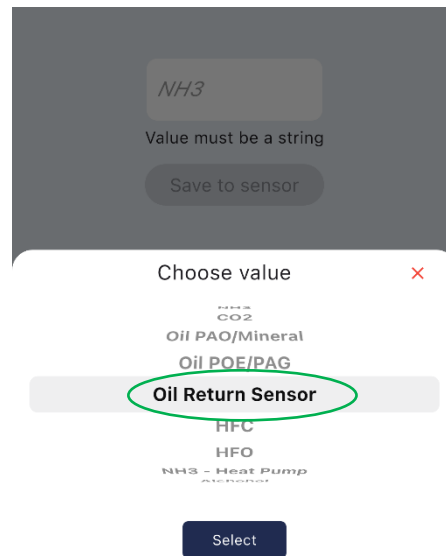 NH3
Value must be a string
Save to sensor
Choose value
NH3
CO2
Oil PAO/Mineral
Oil POE/PAG
Oil Return Sensor
HFC
HFO
NH3 - Heat Pump
Select